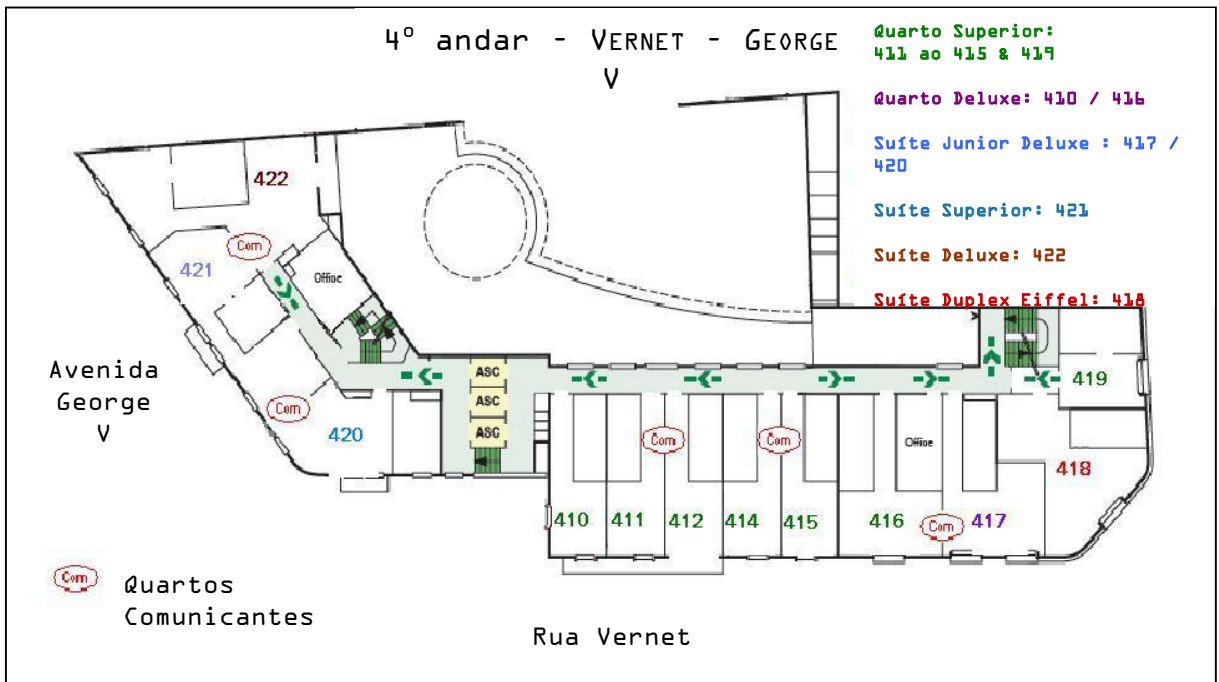 4º andar - VERNET - GEORGE
V
Quarto Superior:
411 ao 415 & 419
Quarto Deluxe: 410 / 416
Suíte Junior Deluxe : 417 /
420
Suíte Superior: 421
Suíte Deluxe: 422
Suíte Duplex Eiffel: 418
422
Com
421
Office
Avenida
George
V
Com
420
ASC
ASC
ASC
419
Com
Com
Office
418
410
411
412
414
415
416
Com
417
Com
Quartos
Comunicantes
Rua Vernet